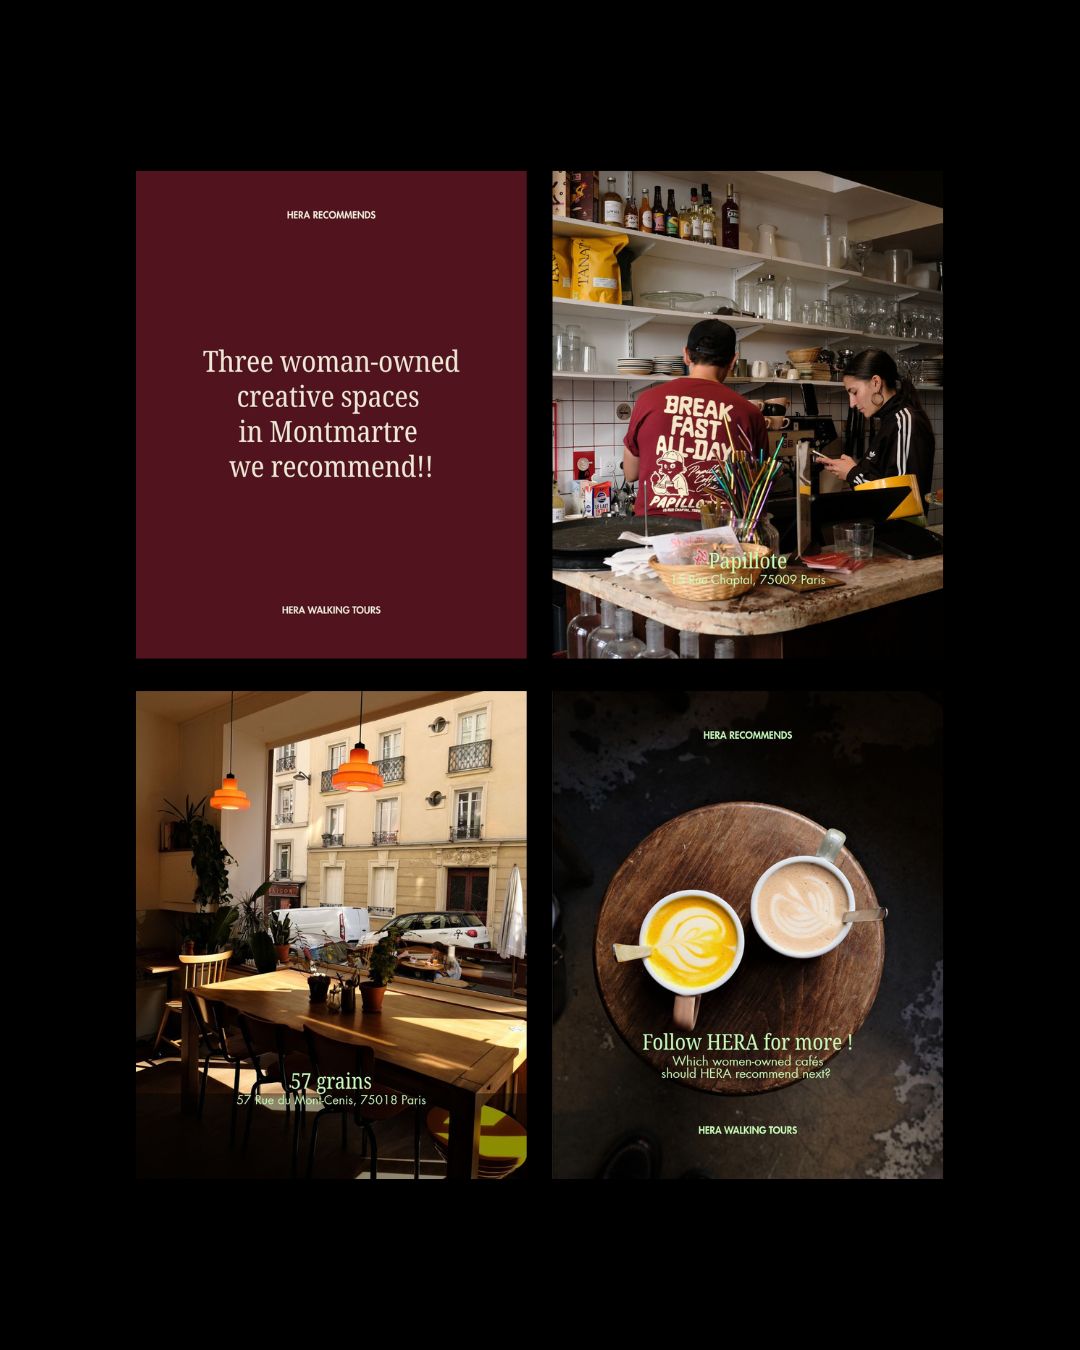 HERA RECOMMENDS
Three woman-owned
creative spaces
in Montmartre
we recommend!!
HERA WALKING TOURS
TANAT
BREAK
FAST
ALL-DAY
Papillote
Rue Chaptal, 75009 Paris
57 grains
57 Rue du Mont-Cenis, 75018 Paris
HERA RECOMMENDS
Follow HERA for more !
Which women-owned cafés
should HERA recommend next?
HERA WALKING TOURS